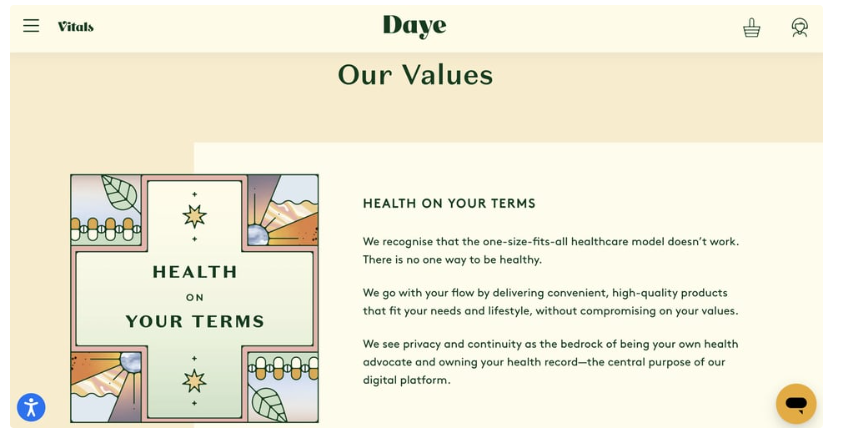 Vitals
Daye
Our Values
HEALTH
ON
YOUR TERMS
HEALTH ON YOUR TERMS
We recognise that the one-size-fits-all healthcare model doesn't work.
There is no one way to be healthy.
We go with your flow by delivering convenient, high-quality products
that fit your needs and lifestyle, without compromising on your values.
We see privacy and continuity as the bedrock of being your own health
advocate and owning your health record—the central purpose of our
digital platform.